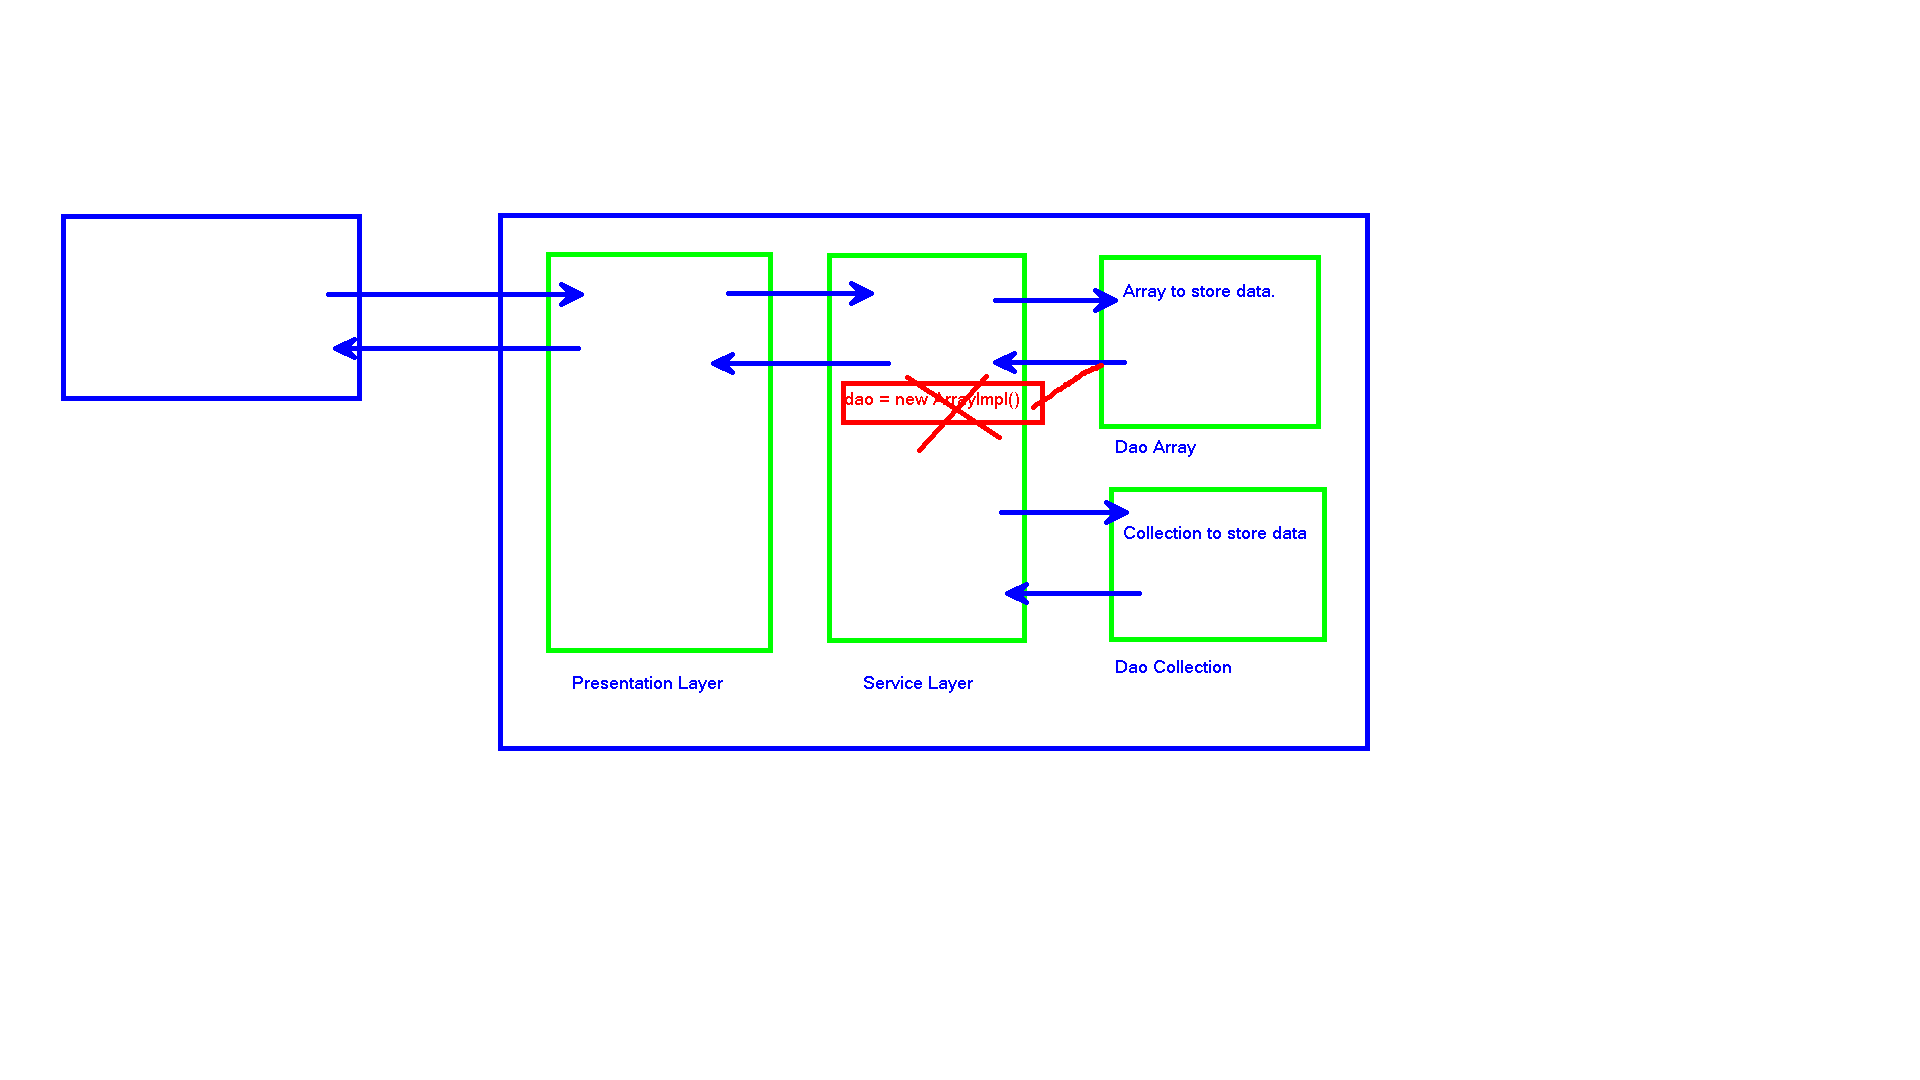 Array to store data.
dao = new ArrayImpl()
Dao Array
Collection to store data
Dao Collection
Presentation Layer
Service Layer